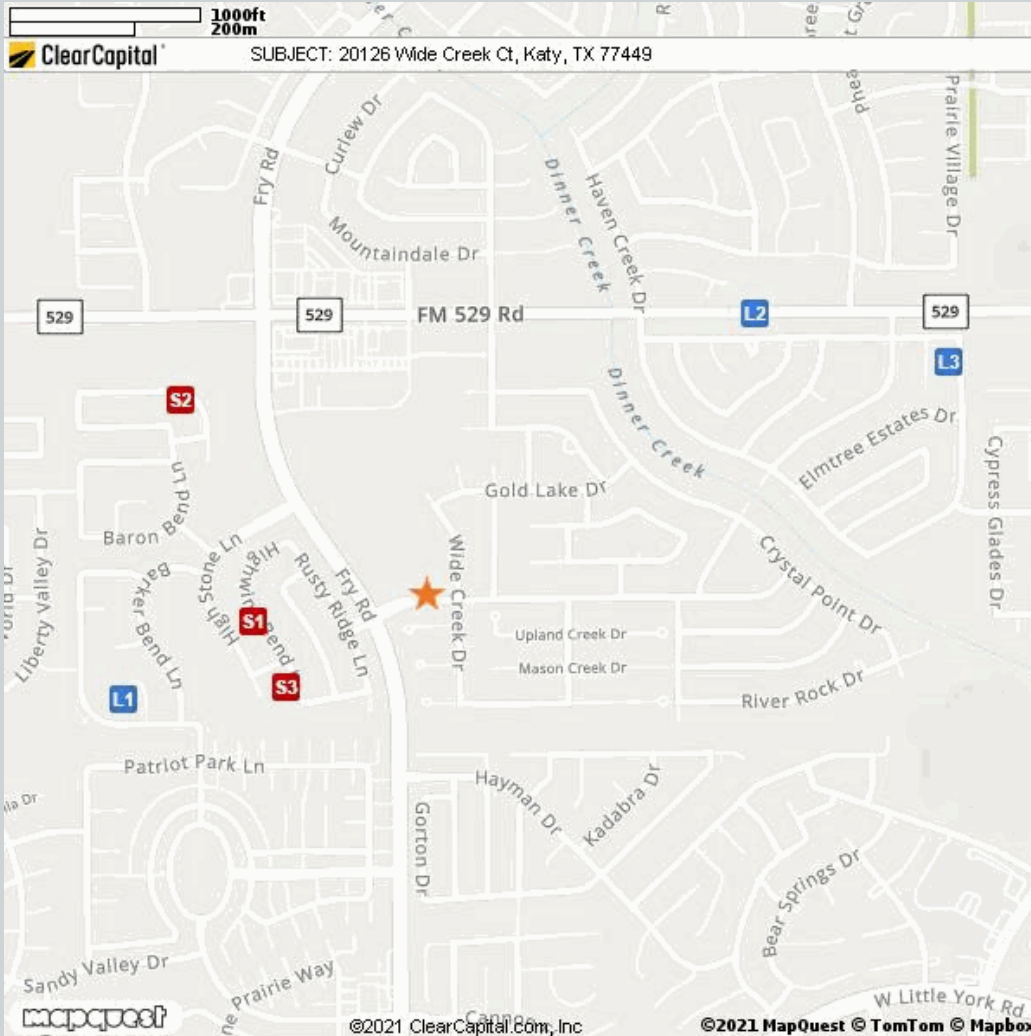 1000ft
200m
ClearCapital
SUBJECT: 20126 Wide Creek Ct, Katy, TX 77449
Curlew Dr
Prairie Village Dr
Fry Rd
Dinner Creek
Haven Creek Dr
Mountaindale Dr
529
529
FM 529 Rd
L2
529
L3
Dinner Creek
S2
Elmtree Estates Dr
Cypress Glades Dr
Bend Ln
Gold Lake Dr
Baron Bend
Liberty Valley Dr
High Stone Ln
Highwind Bend Ln
Rusty Ridge Ln
Fry Rd
Wide Creek Dr
Crystal Point Dr
Barker Bend Ln
High
S1
Upland Creek Dr
Mason Creek Dr
S3
L1
River Rock Dr
Patriot Park Ln
Hayman Dr
Kadabra Dr
Gorton Dr
Bear Springs Dr
Sandy Valley Dr
Prairie Way
W Little York Rd
mapquest
©2021 ClearCapital.com, Inc
©2021 MapQuest © TomTom © Mapbo